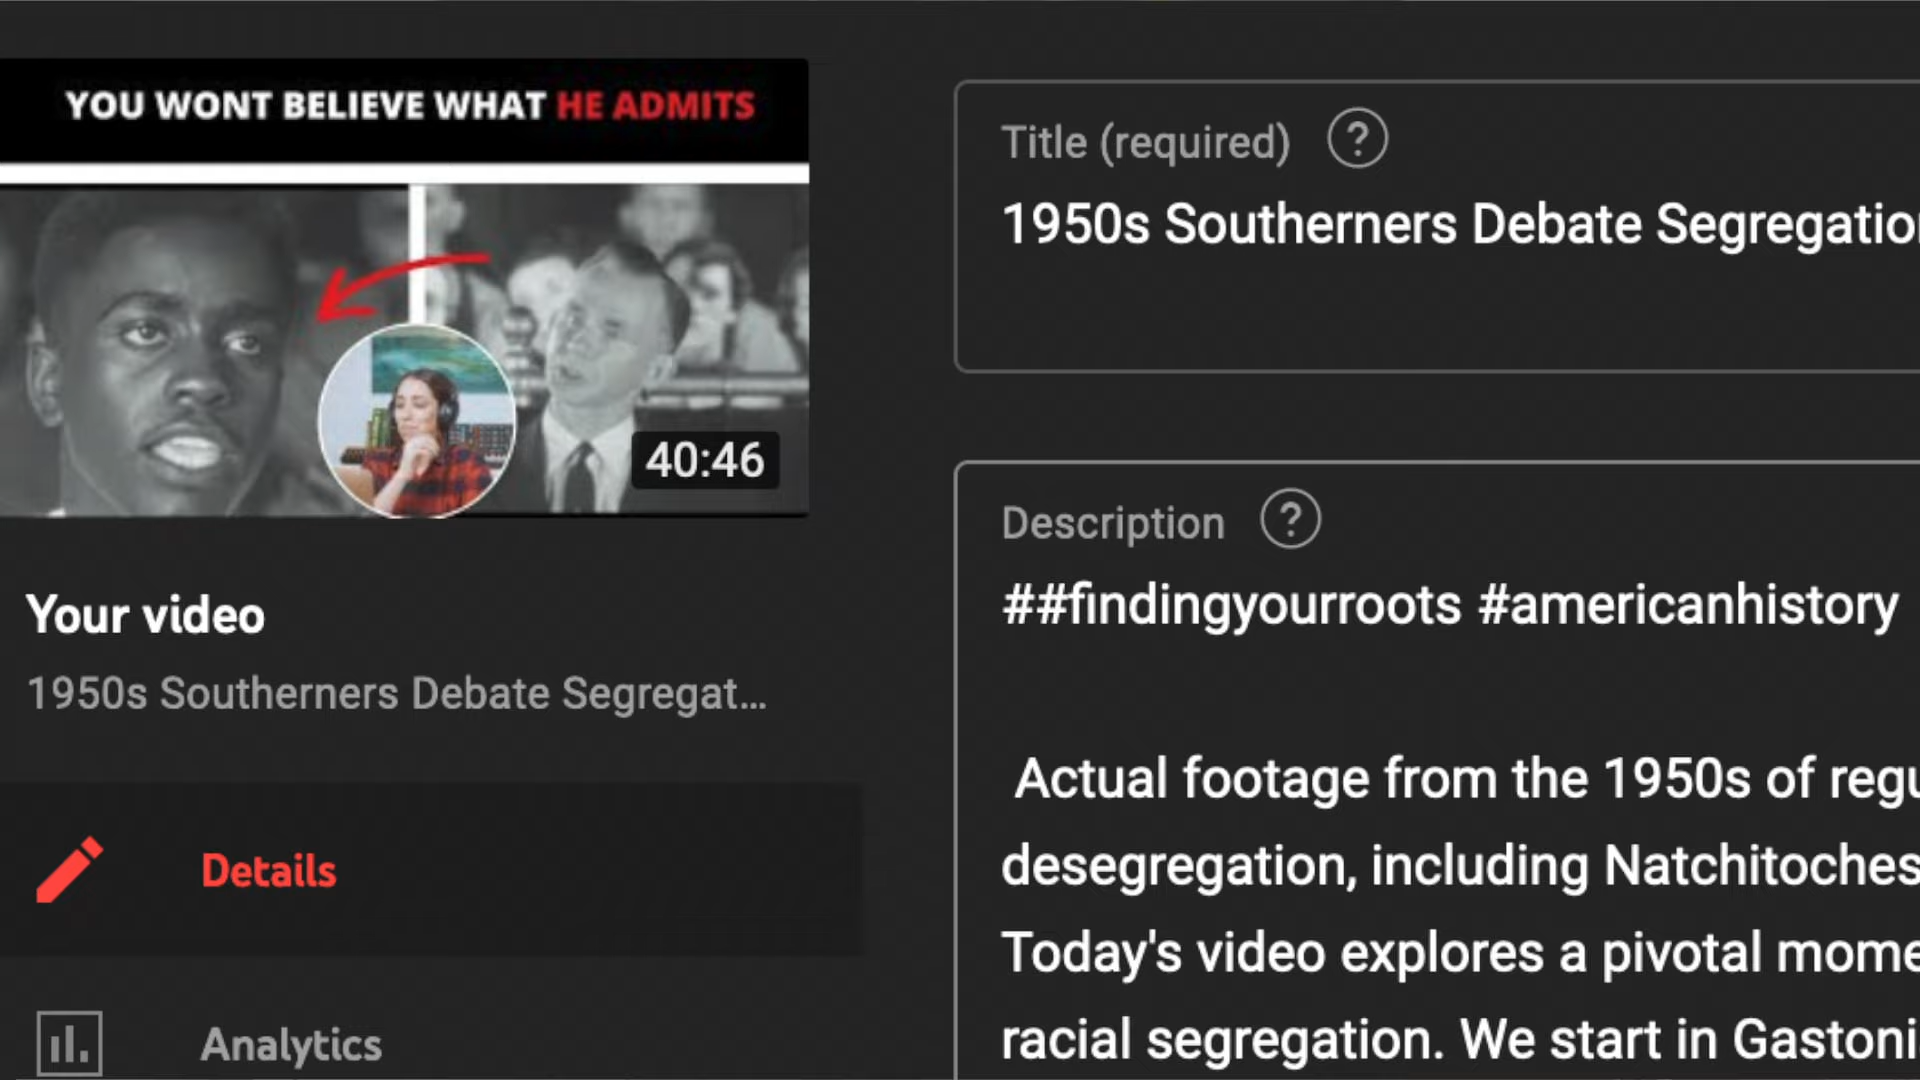 YOU WONT BELIEVE WHAT HE ADMITS
40:46
Your video
1950s Southerners Debate Segregat...
Details
Analytics
Title (required) ?
1950s Southerners Debate Segregation
Description ?
##findingyourroots #americanhistory
Actual footage from the 1950s of regu
desegregation, including Natchitoches
Today's video explores a pivotal mome
racial segregation. We start in Gastoni